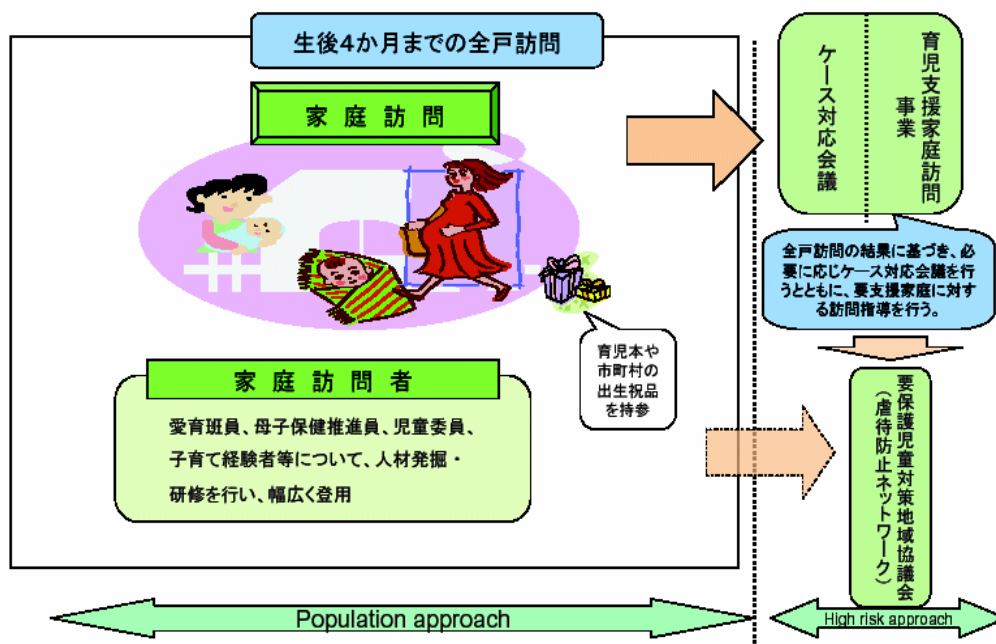 生後４か月までの全戸訪問
家 庭 訪 問
育児本や
市町村の
出生祝品
を持参
家 庭 訪 問 者
愛育班員、母子保健推進員、児童委員、
子育て経験者等について、人材発掘・
研修を行い、幅広く登用
育児支援家庭訪問
事業
ケース対応会議
全戸訪問の結果に基づき、必
要に応じケース対応会議を行
うとともに、要支援家庭に対す
る訪問指導を行う。
要保護児童対策地域協議会
（虐待防止ネットワーク）
Population approach
High risk approach